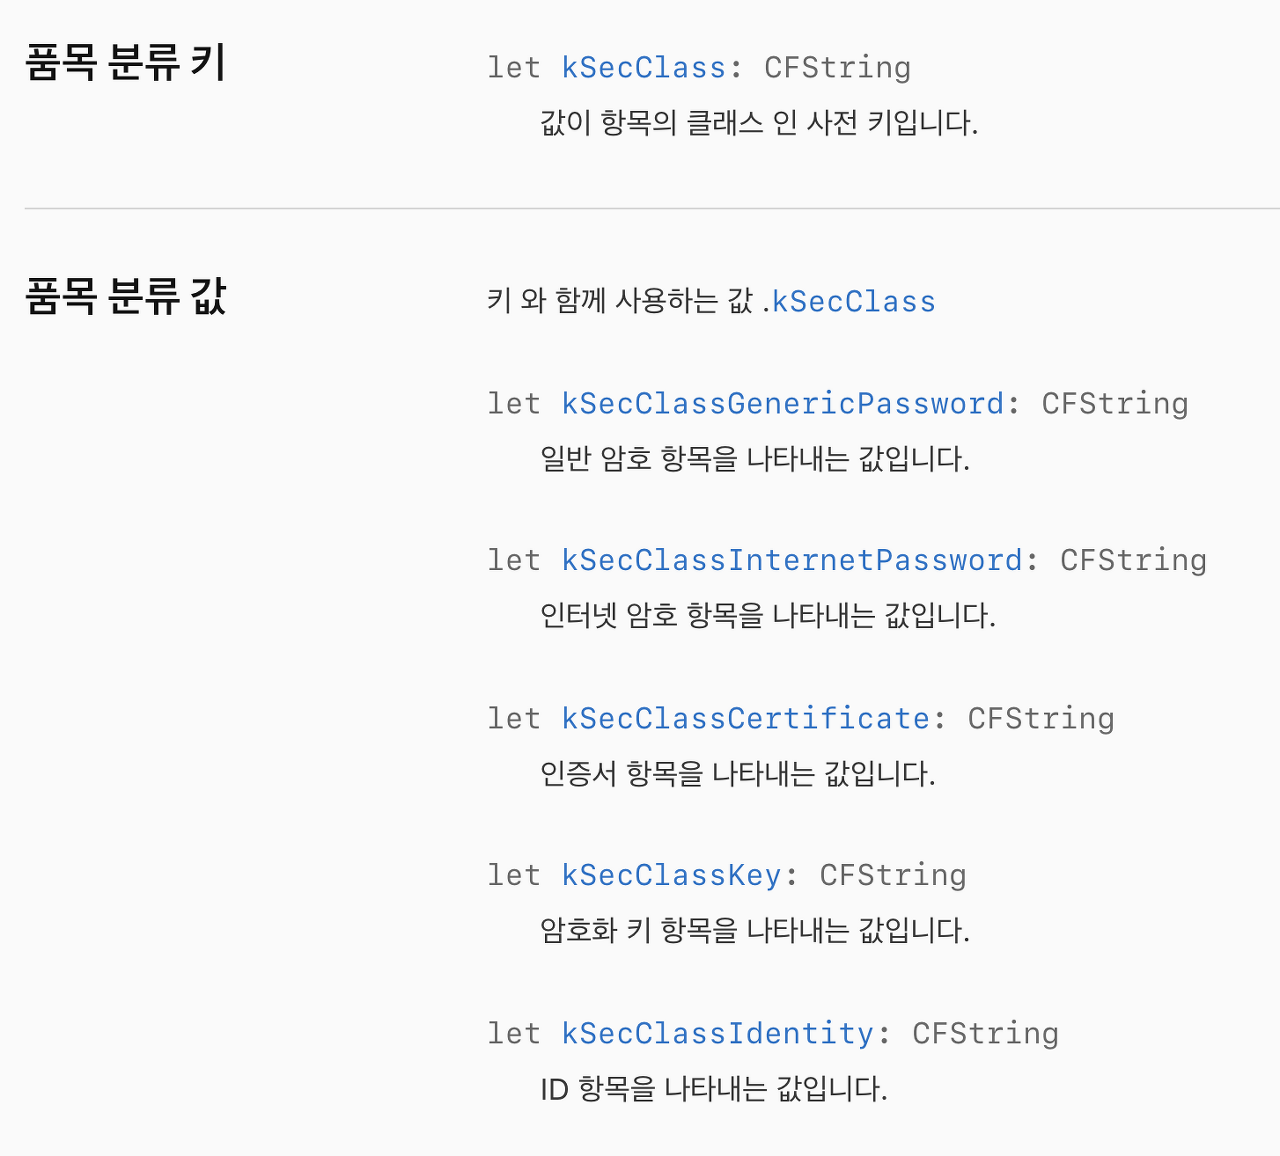 품목 분류 키
let kSecClass: CFString
값이 항목의 클래스 인 사전 키입니다.
품목 분류 값
키 와 함께 사용하는 값 .kSecClass
let kSecClassGenericPassword: CFString
일반 암호 항목을 나타내는 값입니다.
let kSecClassInternetPassword: CFString
인터넷 암호 항목을 나타내는 값입니다.
let kSecClassCertificate: CFString
인증서 항목을 나타내는 값입니다.
let kSecClassKey: CFString
암호화 키 항목을 나타내는 값입니다.
let kSecClassIdentity: CFString
ID 항목을 나타내는 값입니다.